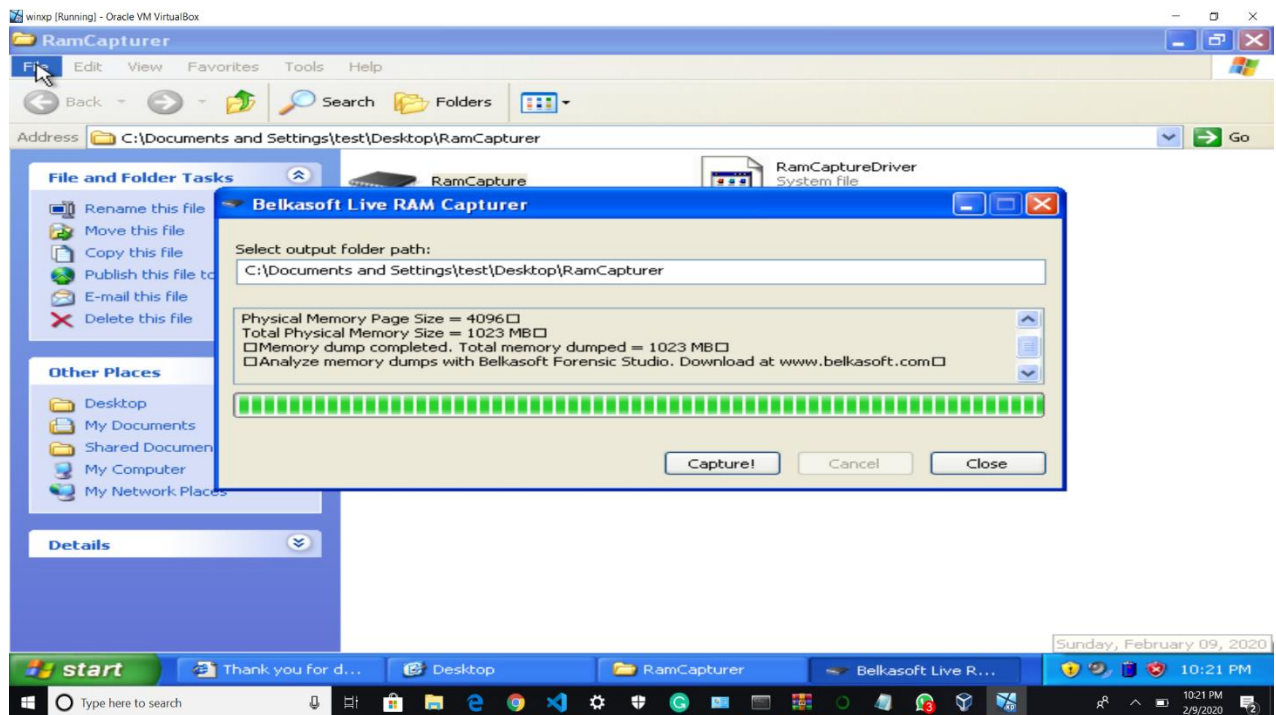 winxp [Running] - Oracle VM VirtualBox
RamCapturer
File Edit View Favorites Tools Help
Back Search Folders
Address C:\Documents and Settings\test\Desktop\RamCapturer Go
File and Folder Tasks
Rename this file
Move this file
Copy this file
Publish this file to
E-mail this file
Delete this file
Other Places
Desktop
My Documents
Shared Documen
My Computer
My Network Places
Details
RamCapture
RamCaptureDriver
System file
Belkasoft Live RAM Capturer
Select output folder path:
C:\Documents and Settings\test\Desktop\RamCapturer
Physical Memory Page Size = 4096□
Total Physical Memory Size = 1023 MB□
□Memory dump completed. Total memory dumped = 1023 MB□
□Analyze memory dumps with Belkasoft Forensic Studio. Download at www.belkasoft.com□
Capture! Cancel Close
Sunday, February 09, 2020
start Thank you for d... Desktop RamCapturer Belkasoft Live R... 10:21 PM
Type here to search 10:21 PM
2/9/2020